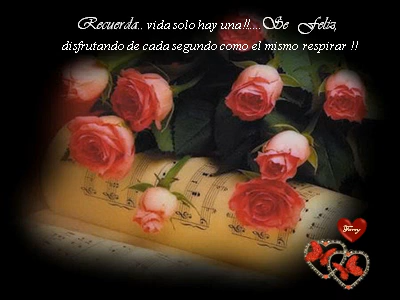 Recuerda.. vida solo hay una!!....Se Feliz,
disfrutando de cada segundo como el mismo respirar !!